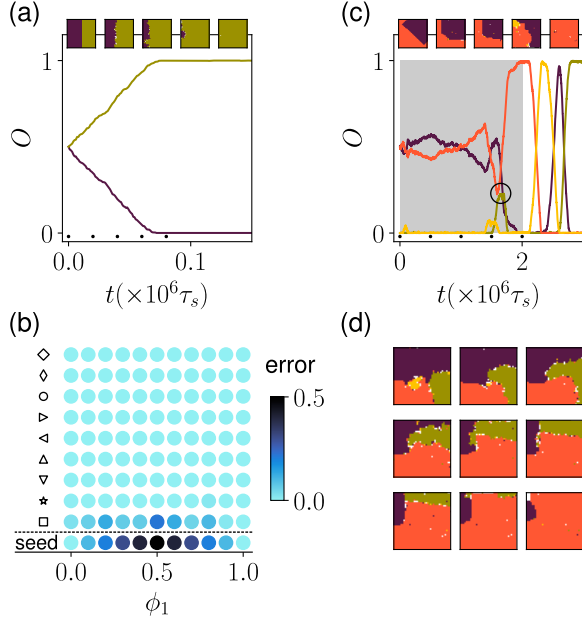 (a)
1
O
0
0.0
0.1
t(×10⁶τₛ)
(c)
1
O
0
0
2
t(×10⁶τₛ)
(b)
error
0.5
0.0
seed
0.0
0.5
1.0
ϕ₁
(d)